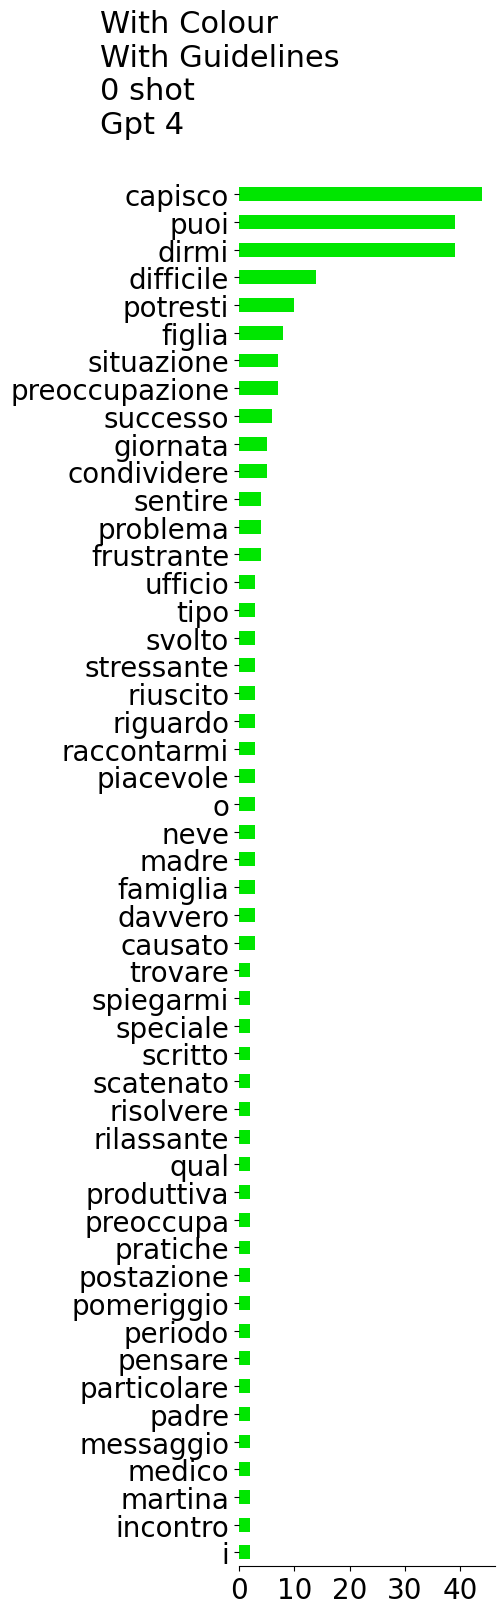 With Colour
With Guidelines
0 shot
Gpt 4
capisco
puoi
dirmi
difficile
potresti
figlia
situazione
preoccupazione
successo
giornata
condividere
sentire
problema
frustrante
ufficio
tipo
svolto
stressante
riuscito
riguardo
raccontarmi
piacevole
o
neve
madre
famiglia
davvero
causato
trovare
spiegarmi
speciale
scritto
scatenato
risolvere
rilassante
qual
produttiva
preoccupa
pratiche
postazione
pomeriggio
periodo
pensare
particolare
padre
messaggio
medico
martina
incontro
i
0 10 20 30 40